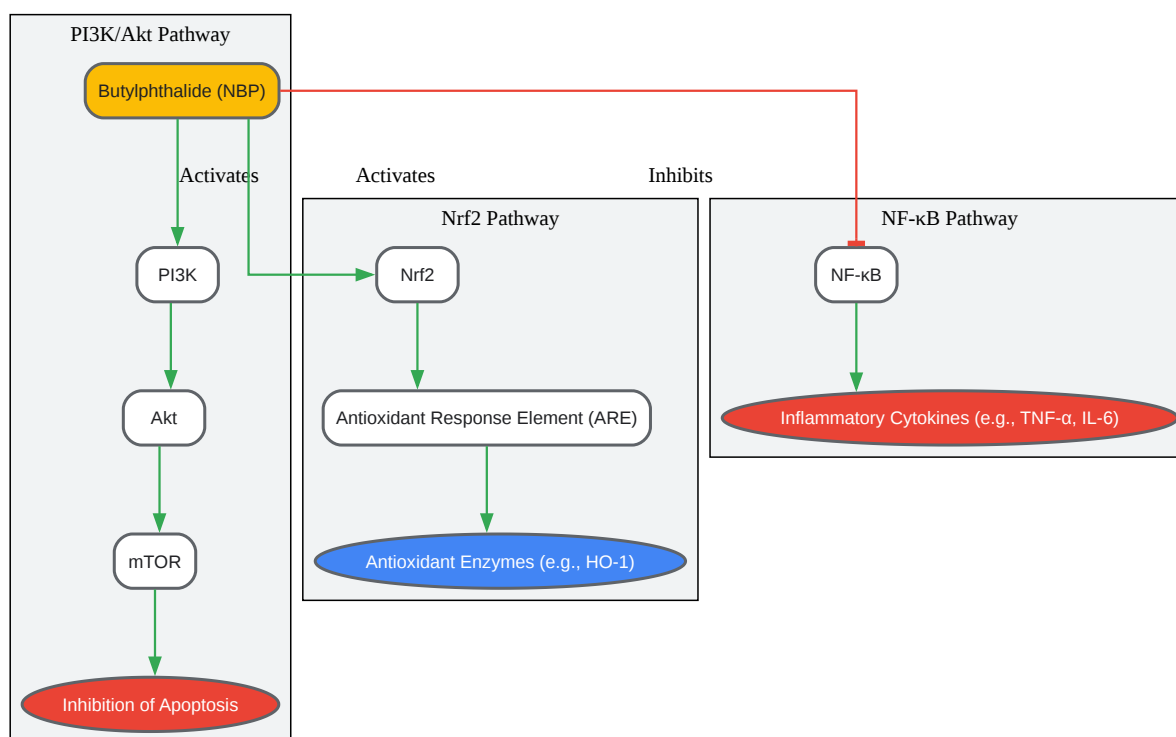 PI3K/Akt Pathway
Butylphthalide (NBP)
Activates
Activates
Inhibits
Nrf2 Pathway
NF-κB Pathway
PI3K
Nrf2
NF-κB
Akt
Antioxidant Response Element (ARE)
Inflammatory Cytokines (e.g., TNF-α, IL-6)
mTOR
Antioxidant Enzymes (e.g., HO-1)
Inhibition of Apoptosis